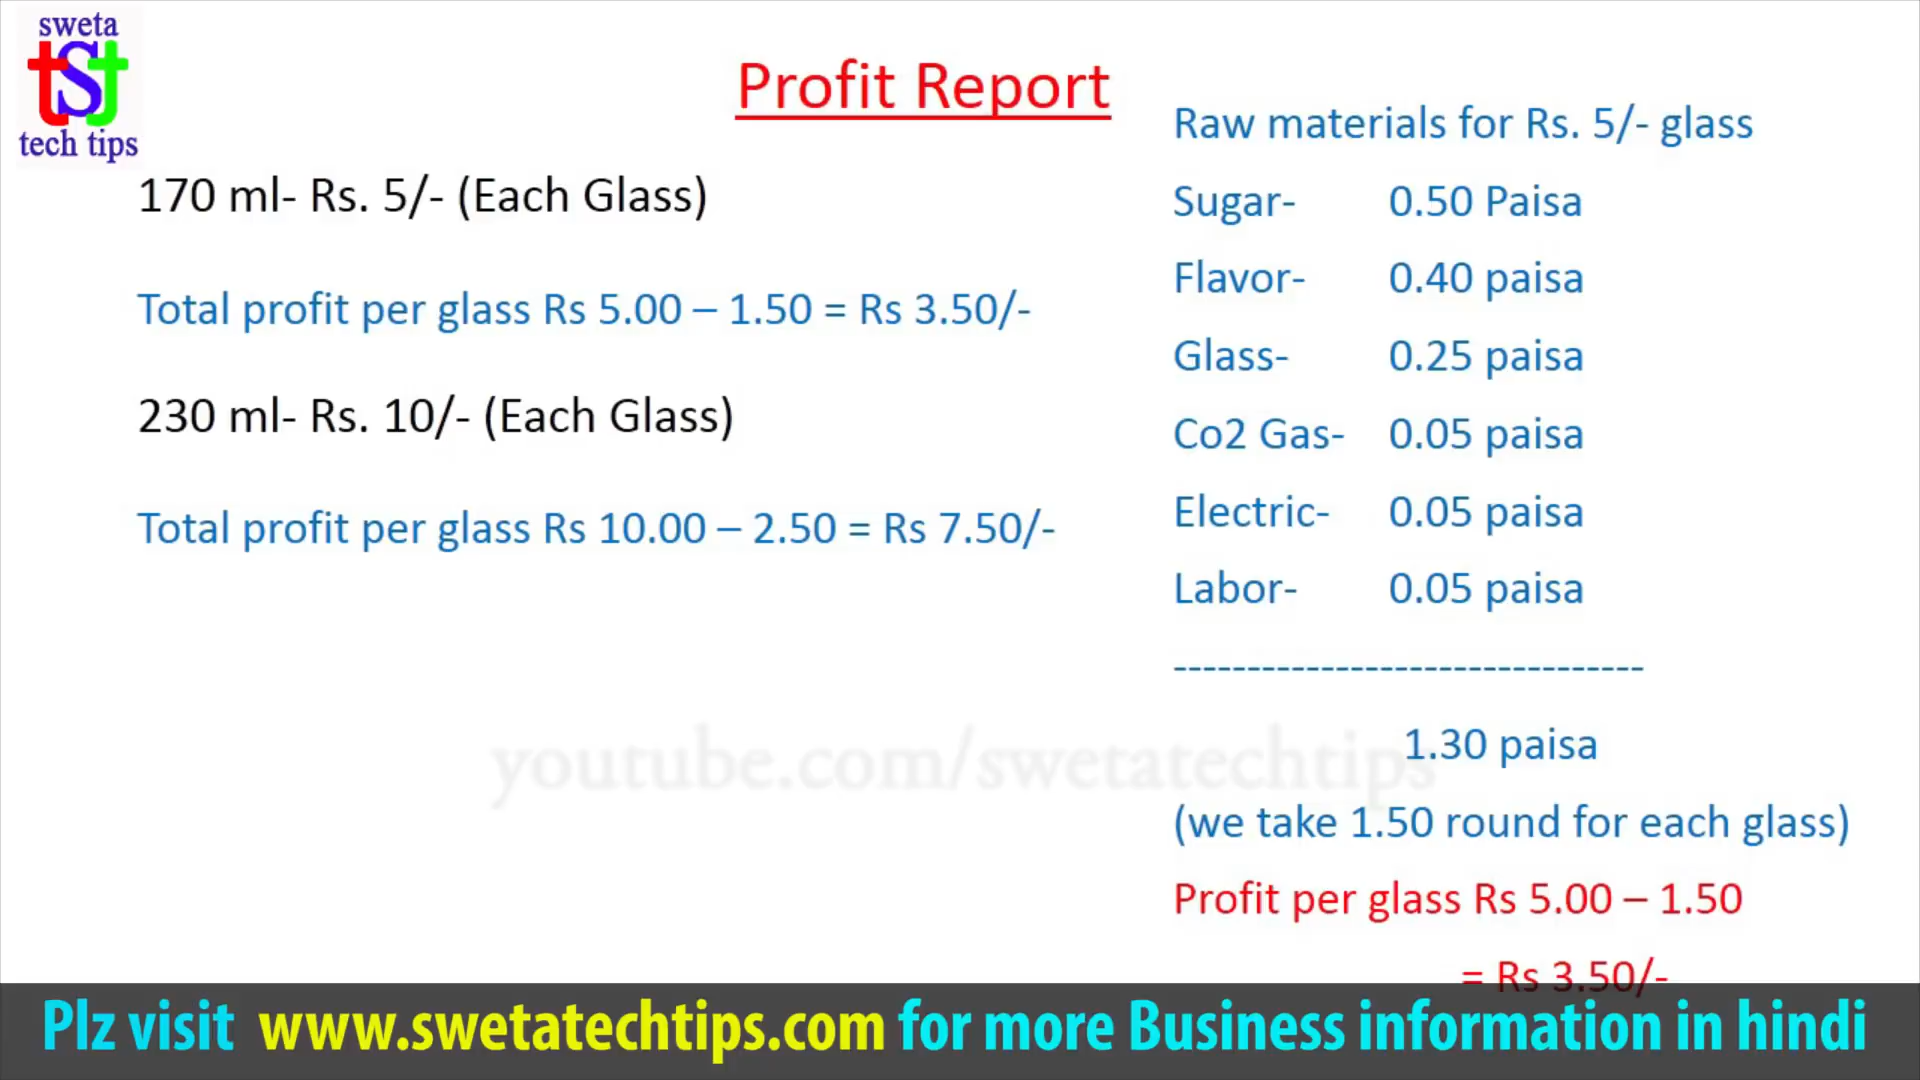 sweta
tst
tech tips
Profit Report
170 ml- Rs. 5/- (Each Glass)
Total profit per glass Rs 5.00 – 1.50 = Rs 3.50/-
230 ml- Rs. 10/- (Each Glass)
Total profit per glass Rs 10.00 – 2.50 = Rs 7.50/-
Raw materials for Rs. 5/- glass
Sugar- 0.50 Paisa
Flavor- 0.40 paisa
Glass- 0.25 paisa
Co2 Gas- 0.05 paisa
Electric- 0.05 paisa
Labor- 0.05 paisa
--------------------------------
1.30 paisa
(we take 1.50 round for each glass)
Profit per glass Rs 5.00 – 1.50
= Rs 3.50/-
youtube.com/swetatechtips
Plz visit www.swetatechtips.com for more Business information in hindi